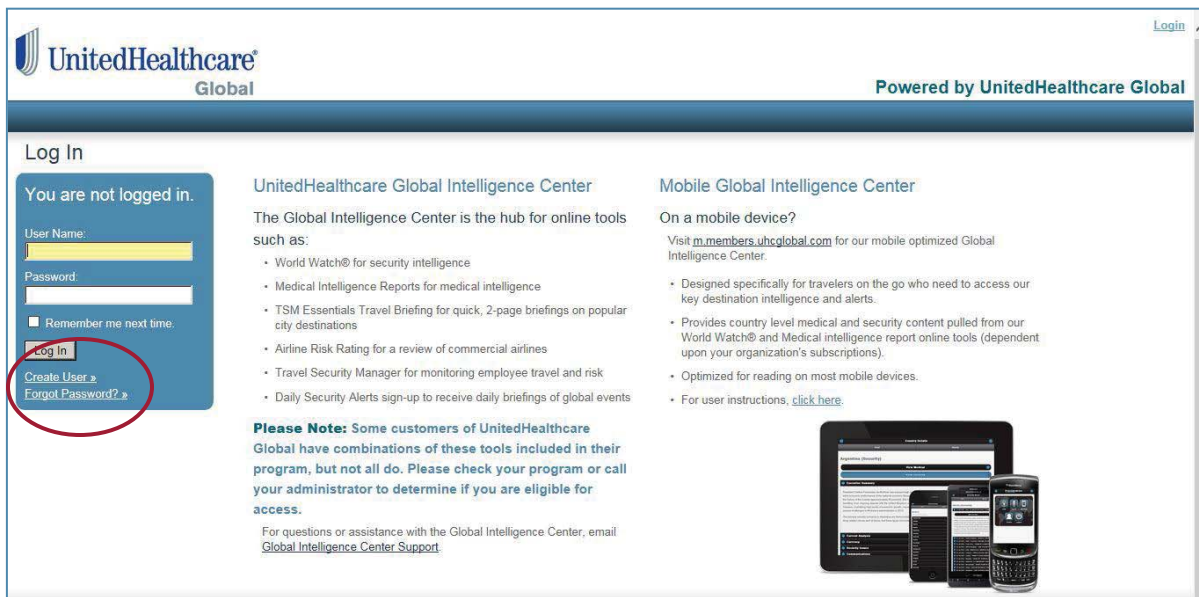 Login
UnitedHealthcare®
Global
Powered by UnitedHealthcare Global
Log In
You are not logged in.
User Name:
Password:
Remember me next time.
Log In
Create User »
Forgot Password? »
UnitedHealthcare Global Intelligence Center
The Global Intelligence Center is the hub for online tools
such as:
• World Watch® for security intelligence
• Medical Intelligence Reports for medical intelligence
• TSM Essentials Travel Briefing for quick, 2-page briefings on popular
city destinations
• Airline Risk Rating for a review of commercial airlines
• Travel Security Manager for monitoring employee travel and risk
• Daily Security Alerts sign-up to receive daily briefings of global events
Please Note: Some customers of UnitedHealthcare
Global have combinations of these tools included in their
program, but not all do. Please check your program or call
your administrator to determine if you are eligible for
access.
For questions or assistance with the Global Intelligence Center, email
Global Intelligence Center Support.
Mobile Global Intelligence Center
On a mobile device?
Visit m.members.uhcglobal.com for our mobile optimized Global
Intelligence Center.
• Designed specifically for travelers on the go who need to access our
key destination intelligence and alerts.
• Provides country level medical and security content pulled from our
World Watch® and Medical intelligence report online tools (dependent
upon your organization's subscriptions).
• Optimized for reading on most mobile devices.
• For user instructions, click here.
Argentina (Security)